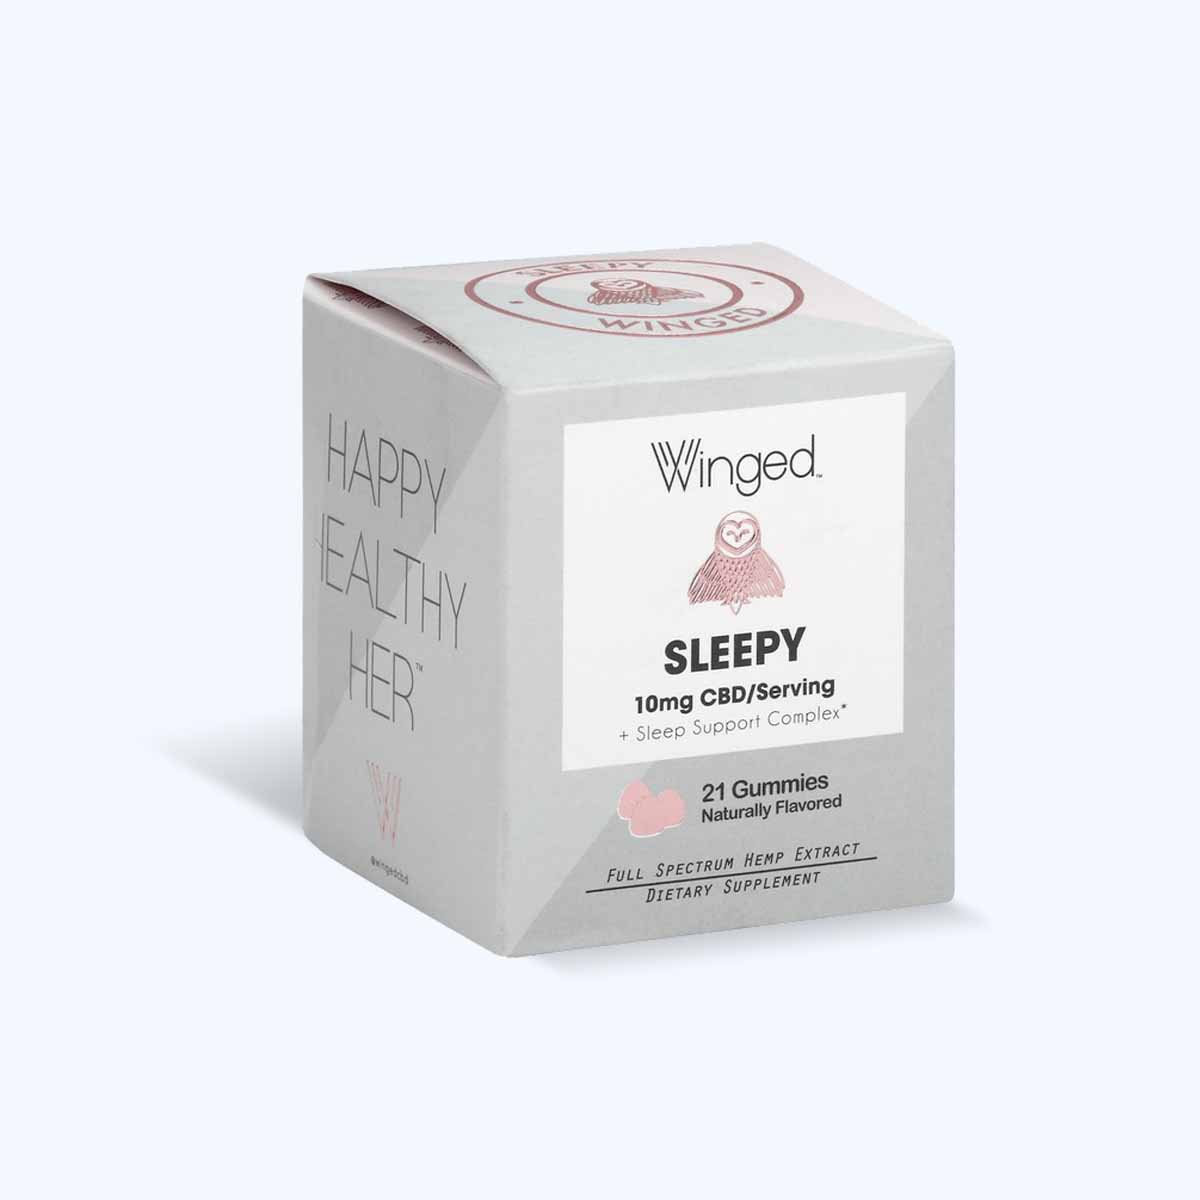 SLEEPY
WINGED
HAPPY
HEALTHY
HER™
W
@wingedcbd
Winged™
SLEEPY
10mg CBD/Serving
+ Sleep Support Complex*
21 Gummies
Naturally Flavored
FULL SPECTRUM HEMP EXTRACT
DIETARY SUPPLEMENT